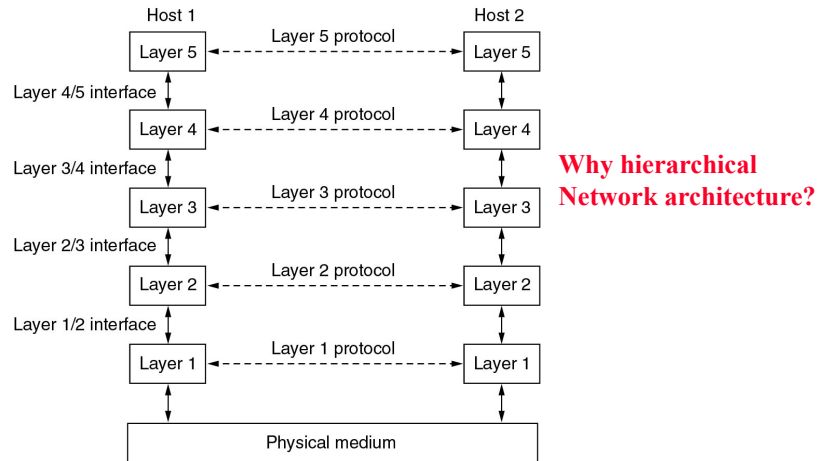 Host 1
Host 2
Layer 5 protocol
Layer 5
Layer 5
Layer 4/5 interface
Layer 4 protocol
Layer 4
Layer 4
Layer 3/4 interface
Why hierarchical
Network architecture?
Layer 3 protocol
Layer 3
Layer 3
Layer 2/3 interface
Layer 2 protocol
Layer 2
Layer 2
Layer 1/2 interface
Layer 1 protocol
Layer 1
Layer 1
Physical medium